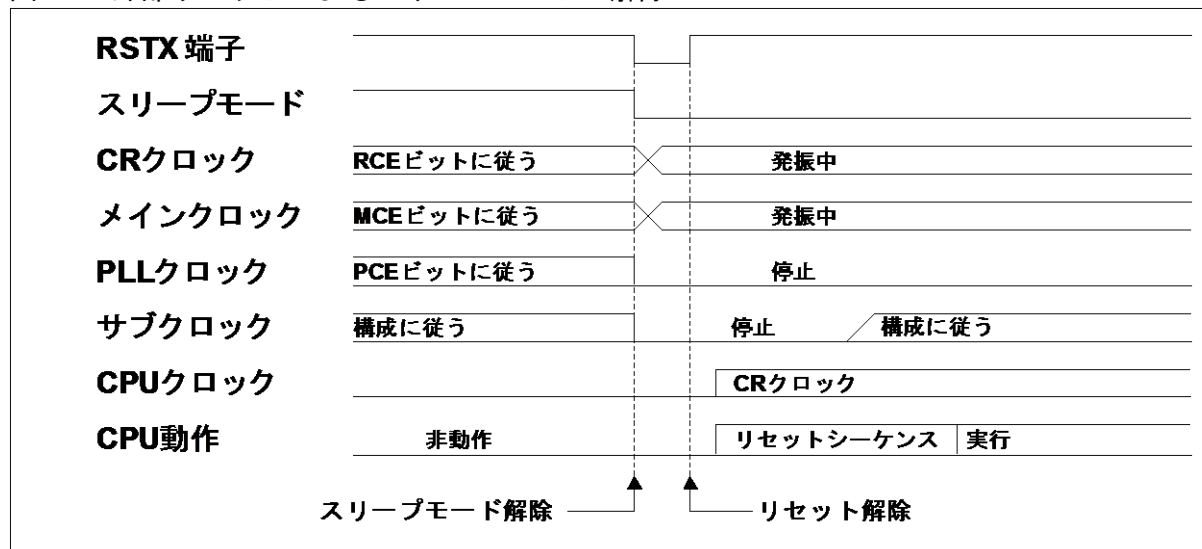 RSTX 端子
スリープモード
CRクロック RCEビットに従う 発振中
メインクロック MCEビットに従う 発振中
PLLクロック PCEビットに従う 停止
サブクロック 構成に従う 停止 構成に従う
CPUクロック CRクロック
CPU動作 非動作 リセットシーケンス 実行
スリープモード解除 リセット解除